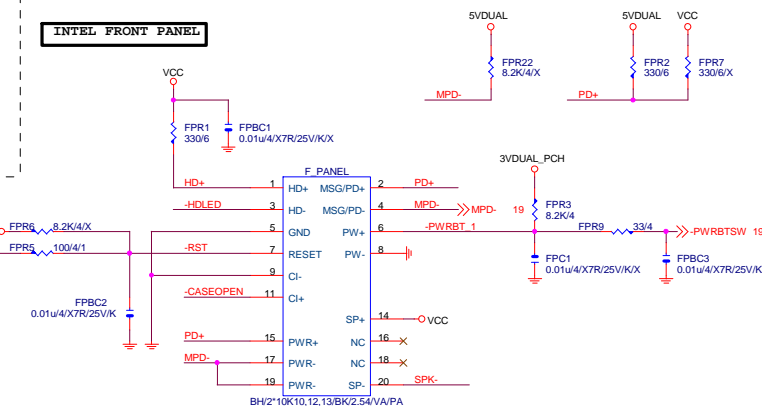 INTEL FRONT PANEL
5VDUAL
5VDUAL VCC
FPR22
8.2K/4/X
FPR2
330/6
FPR7
330/6/X
MPD-
PD+
VCC
FPR1
330/6
FPBC1
0.01u/4/X7R/25V/K/X
F_PANEL
3VDUAL_PCH
HD+ 1 HD+ MSG/PD+ 2 PD+
-HDLED 3 HD- MSG/PD- 4 MPD- MPD- 19
FPR3
8.2K/4
5 GND PW+ 6 -PWRBT_1 FPR9 33/4 -PWRBTSW 19
FPR6 8.2K/4/X
FPR5 100/4/1
-RST 7 RESET PW- 8
FPC1
0.01u/4/X7R/25V/K/X
FPBC3
0.01u/4/X7R/25V/K
9 CI-
-CASEOPEN 11 CI+
FPBC2
0.01u/4/X7R/25V/K
SP+ 14 VCC
PD+ 15 PWR+ NC 16
MPD- 17 PWR- NC 18
19 PWR- SP- 20 SPK-
BH/2*10K10,12,13/BK/2.54/VA/PA